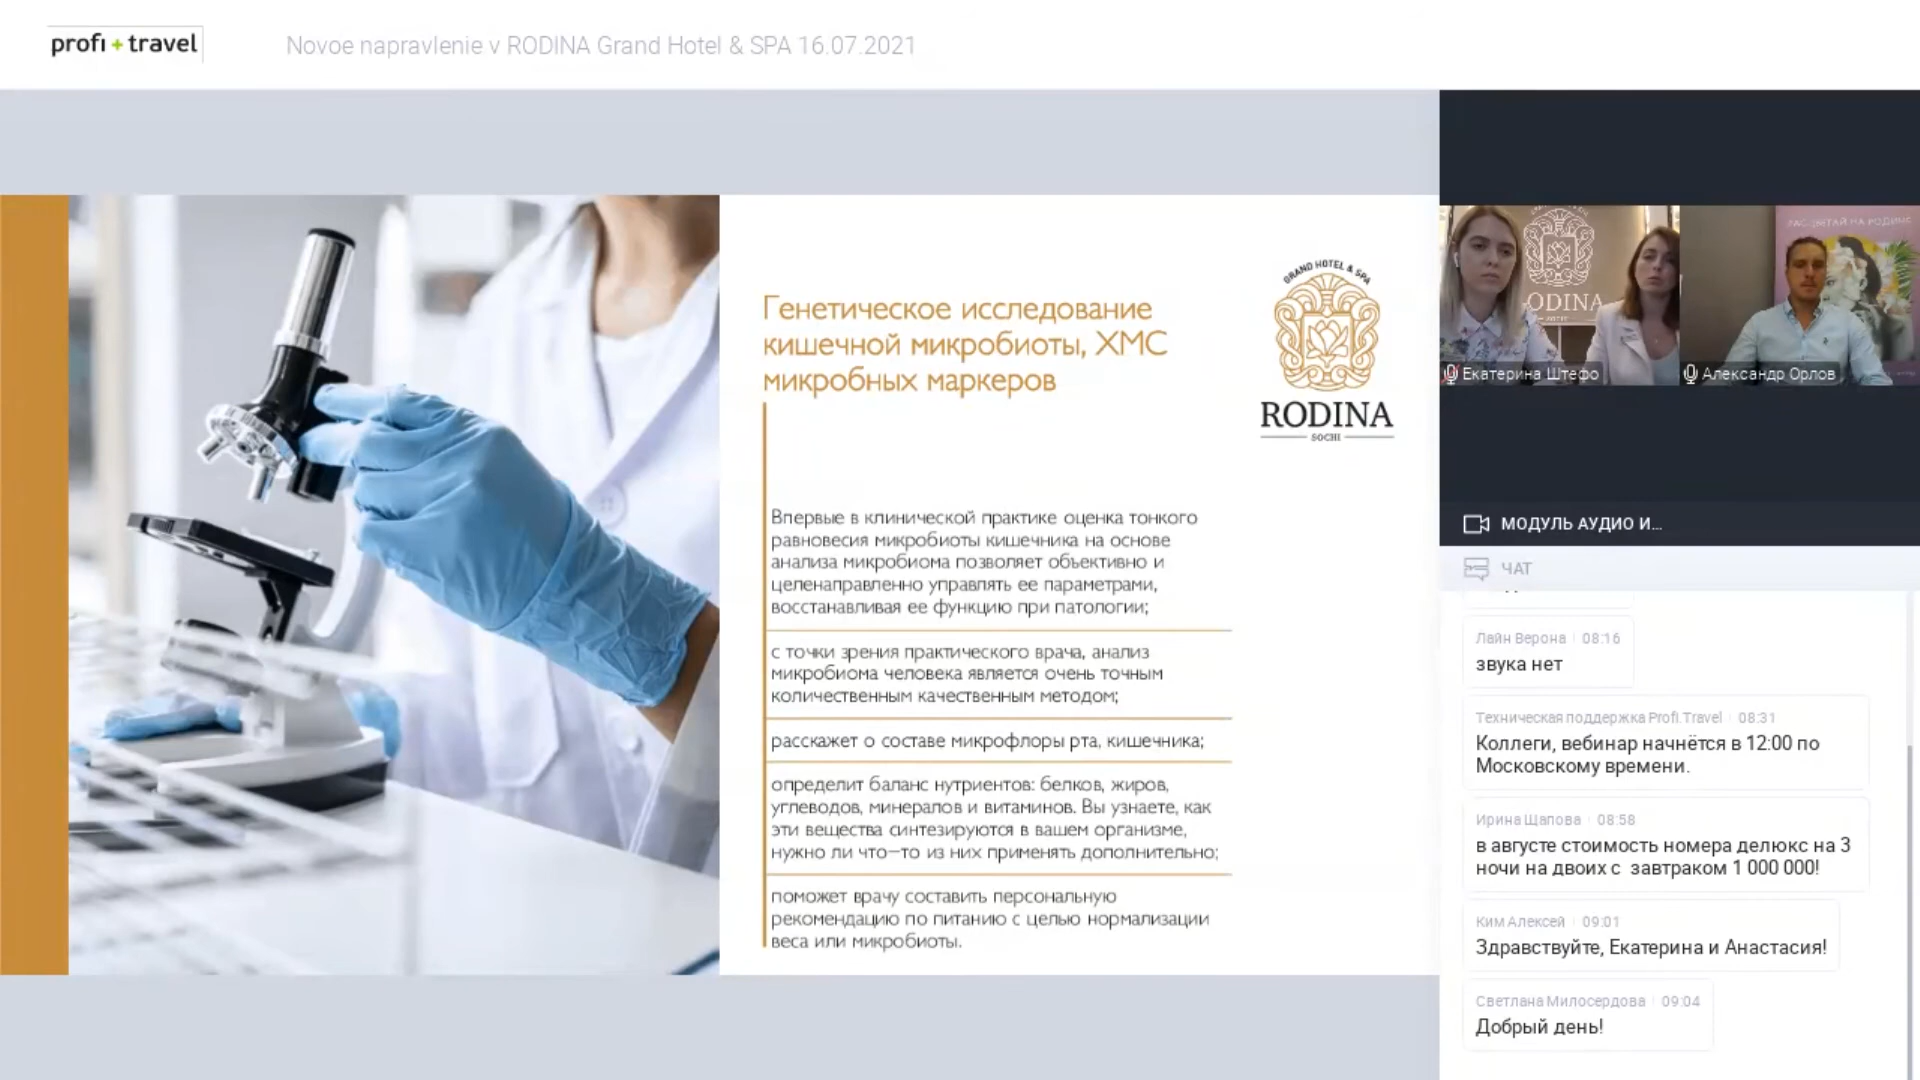 profi + travel
Novoe napravlenie v RODINA Grand Hotel & SPA 16.07.2021
GRAND HOTEL & SPA
RODINA
SOCHI
Генетическое исследование
кишечной микробиоты, ХМС
микробных маркеров
Впервые в клинической практике оценка тонкого
равновесия микробиоты кишечника на основе
анализа микробиома позволяет объективно и
целенаправленно управлять ее параметрами,
восстанавливая ее функцию при патологии;
с точки зрения практического врача, анализ
микробиома человека является очень точным
количественным качественным методом;
расскажет о составе микрофлоры рта, кишечника;
определит баланс нутриентов: белков, жиров,
углеводов, минералов и витаминов. Вы узнаете, как
эти вещества синтезируются в вашем организме,
нужно ли что-то из них применять дополнительно;
поможет врачу составить персональную
рекомендацию по питанию с целью нормализации
веса или микробиоты.
ODINA
НА РОДИНЕ
Екатерина Штефо
Александр Орлов
МОДУЛЬ АУДИО И...
ЧАТ
Лайн Верона 08:16
звука нет
Техническая поддержка Profi.Travel 08:31
Коллеги, вебинар начнётся в 12:00 по
Московскому времени.
Ирина Шапова 08:58
в августе стоимость номера делюкс на 3
ночи на двоих с завтраком 1 000 000!
Ким Алексей 09:01
Здравствуйте, Екатерина и Анастасия!
Светлана Милосердова 09:04
Добрый день!